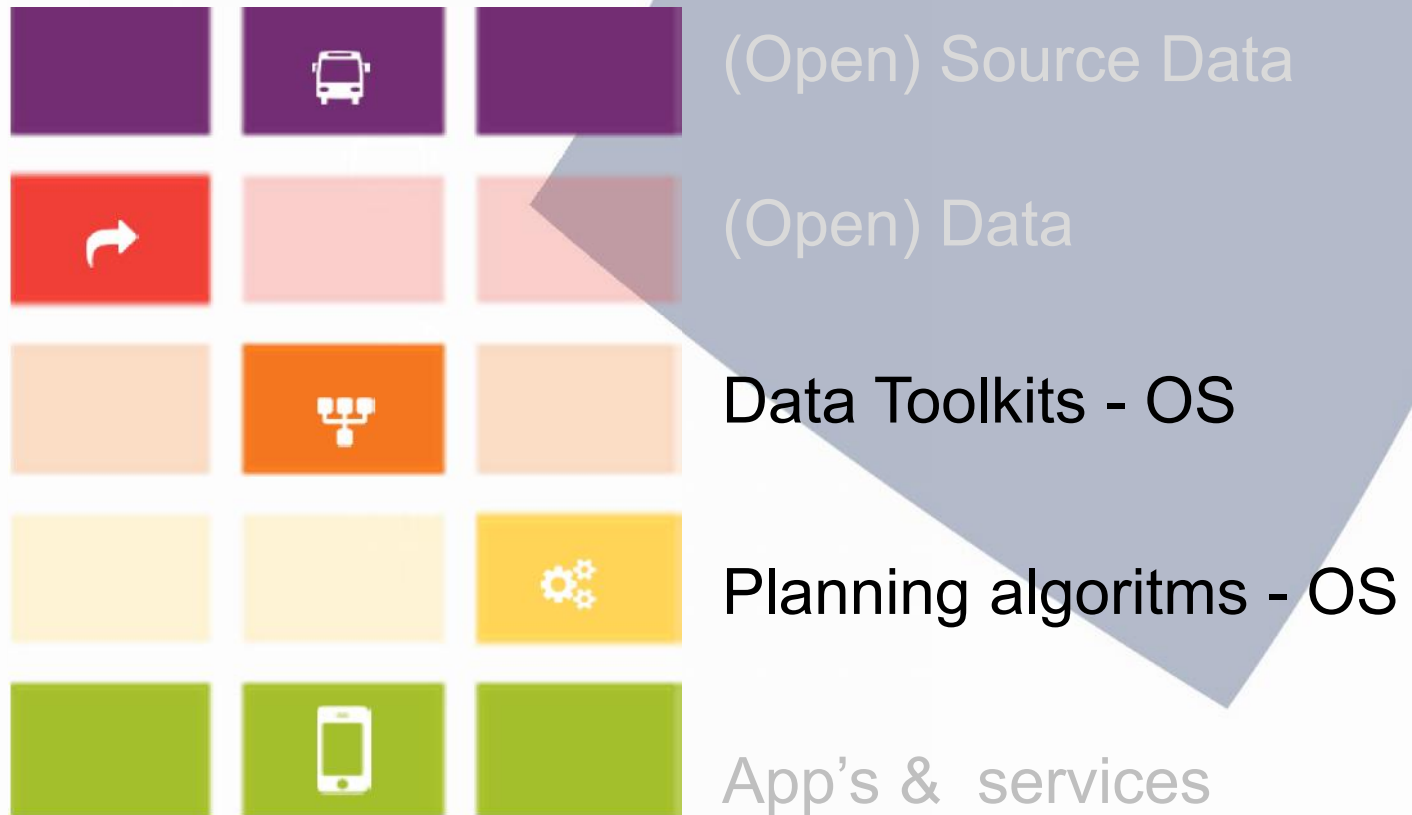 (Open) Source Data
(Open) Data
Data Toolkits - OS
Planning algoritms - OS
App’s & services